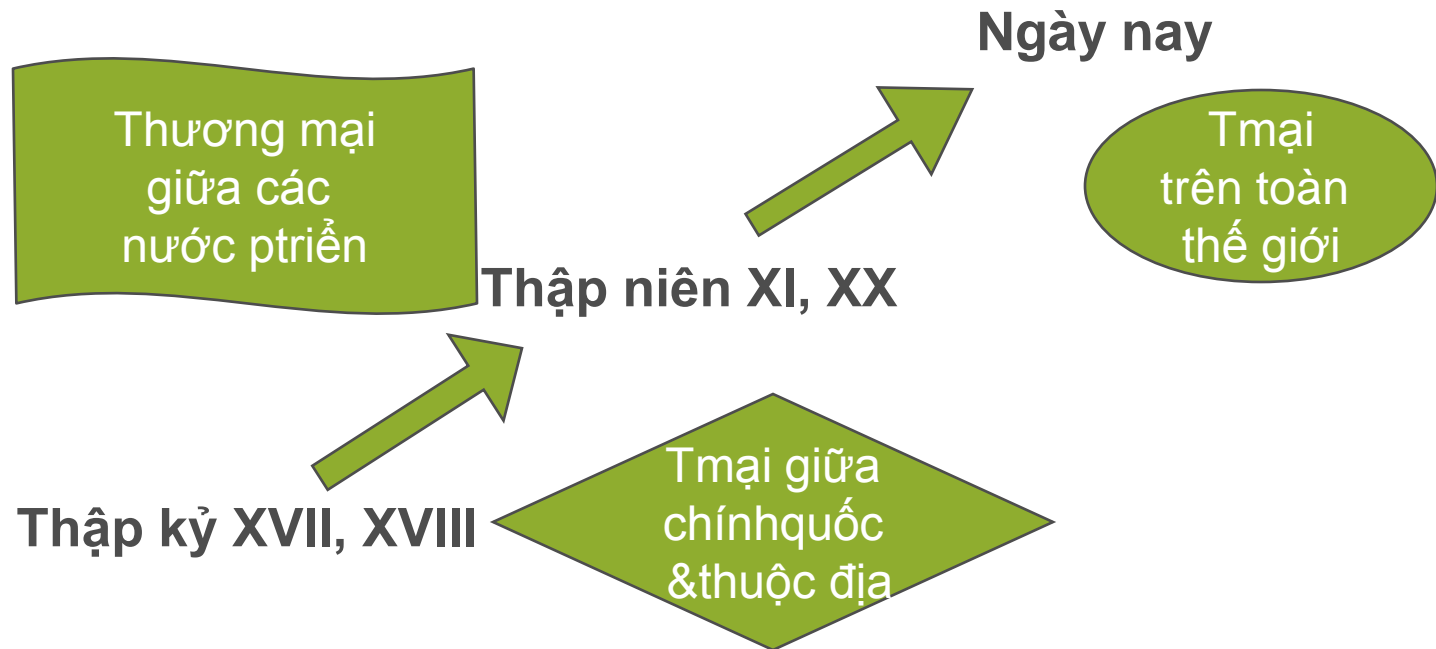 Ngày nay
Thương mại
giữa các
nước ptriển
Tmại
trên toàn
thế giới
Thập niên XI, XX
Tmại giữa
chínhquốc
&thuộc địa
Thập kỷ XVII, XVIII